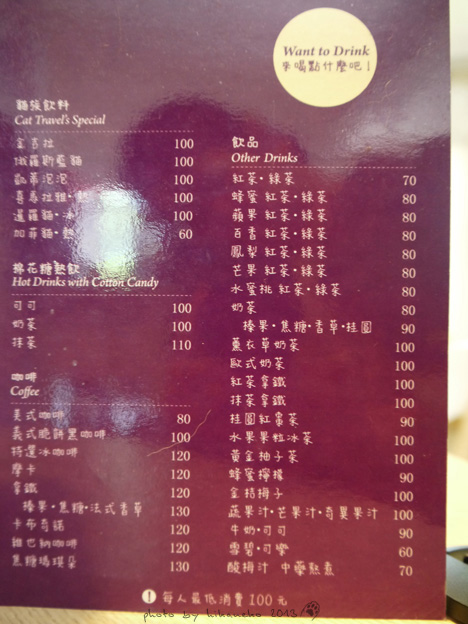 Want to Drink
來喝點什麼吧！
貓族飲料
Cat Travel's Special
金吉拉 100
俄羅斯藍貓 100
凱蒂泡泡 100
喜馬拉雅·熱 100
暹羅貓·冰 100
加菲貓·熱 60
棉花糖熱飲
Hot Drinks with Cotton Candy
可可 100
奶茶 100
抹茶 110
咖啡
Coffee
美式咖啡 80
義式脆餅黑咖啡 100
特選冰咖啡 120
摩卡 120
拿鐵 120
榛果·焦糖·法式香草 130
卡布奇諾 120
維也納咖啡 120
焦糖瑪琪朵 130
飲品
Other Drinks
紅茶·綠茶 70
蜂蜜 紅茶·綠茶 80
蘋果 紅茶·綠茶 80
百香 紅茶·綠茶 80
鳳梨 紅茶·綠茶 80
芒果 紅茶·綠茶 80
水蜜桃 紅茶·綠茶 80
奶茶 80
榛果·焦糖·香草·桂圓 90
薰衣草奶茶 100
歐式奶茶 100
紅茶拿鐵 100
抹茶拿鐵 100
桂圓紅棗茶 90
水果果粒冰茶 100
黃金柚子茶 100
蜂蜜檸檬 90
金桔梅子 100
蔬果汁·芒果汁·奇異果汁 100
牛奶·可可 90
雪碧·可樂 60
酸梅汁 中藥熬煮 70
! 每人最低消費100元
photo by kikuneko 2013